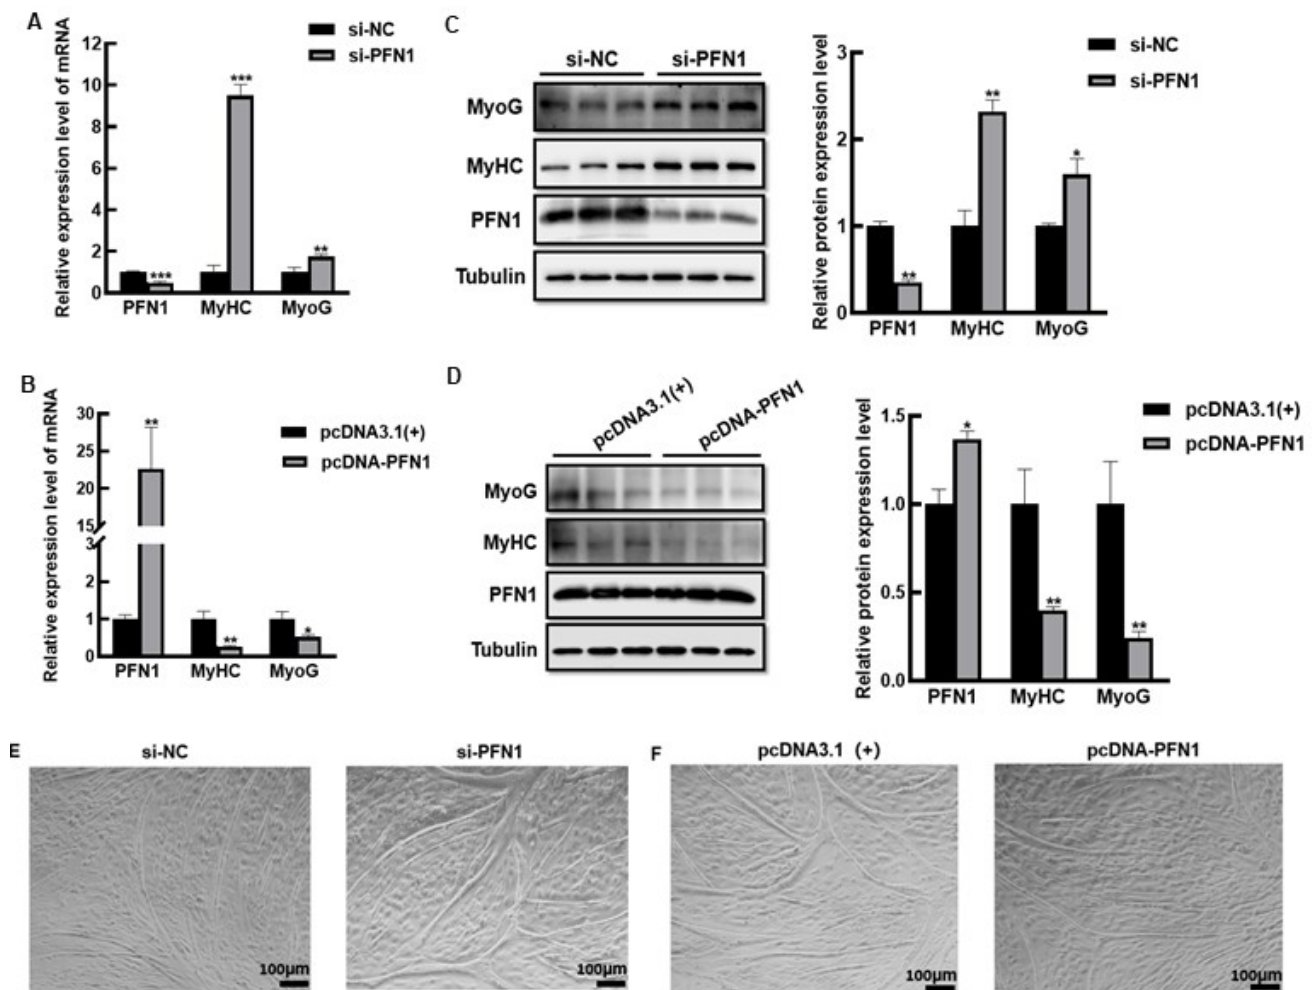 A
si-NC
si-PFN1
Relative expression level of mRNA
12
10
8
6
4
2
0
***
***
**
PFN1 MyHC MyoG
C
si-NC si-PFN1
MyoG
MyHC
PFN1
Tubulin
si-NC
si-PFN1
Relative protein expression level
3
2
1
0
**
**
*
PFN1 MyHC MyoG
B
pcDNA3.1(+)
pcDNA-PFN1
Relative expression level of mRNA
30
25
20
15
3
2
1
0
**
**
*
PFN1 MyHC MyoG
D
pcDNA3.1(+) pcDNA-PFN1
MyoG
MyHC
PFN1
Tubulin
pcDNA3.1(+)
pcDNA-PFN1
Relative protein expression level
1.5
1.0
0.5
0.0
*
**
**
PFN1 MyHC MyoG
E
si-NC
si-PFN1
100μm
100μm
F
pcDNA3.1 (+)
pcDNA-PFN1
100μm
100μm